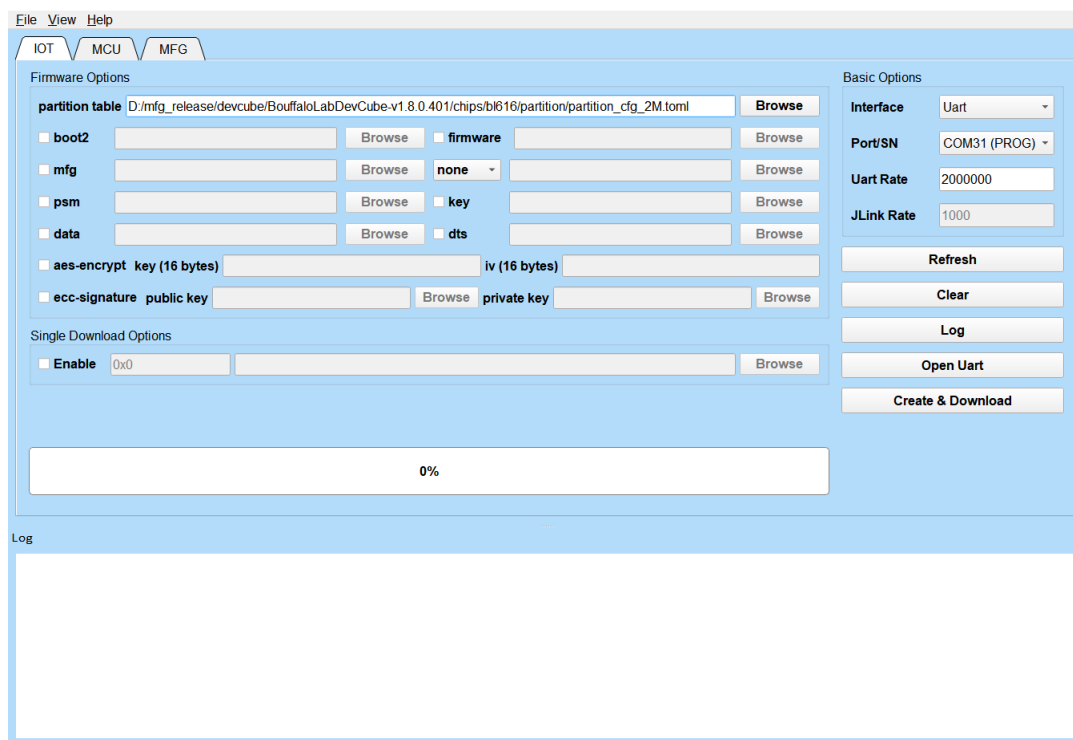 File View Help
IOT MCU MFG
Firmware Options
partition table D:/mfg_release/devcube/BouffaloLabDevCube-v1.8.0.401/chips/bl616/partition/partition_cfg_2M.toml Browse
boot2 Browse firmware Browse
mfg Browse none Browse
psm Browse key Browse
data Browse dts Browse
aes-encrypt key (16 bytes) iv (16 bytes)
ecc-signature public key Browse private key Browse
Single Download Options
Enable 0x0 Browse
0%
Basic Options
Interface Uart
Port/SN COM31 (PROG)
Uart Rate 2000000
JLink Rate 1000
Refresh
Clear
Log
Open Uart
Create & Download
Log